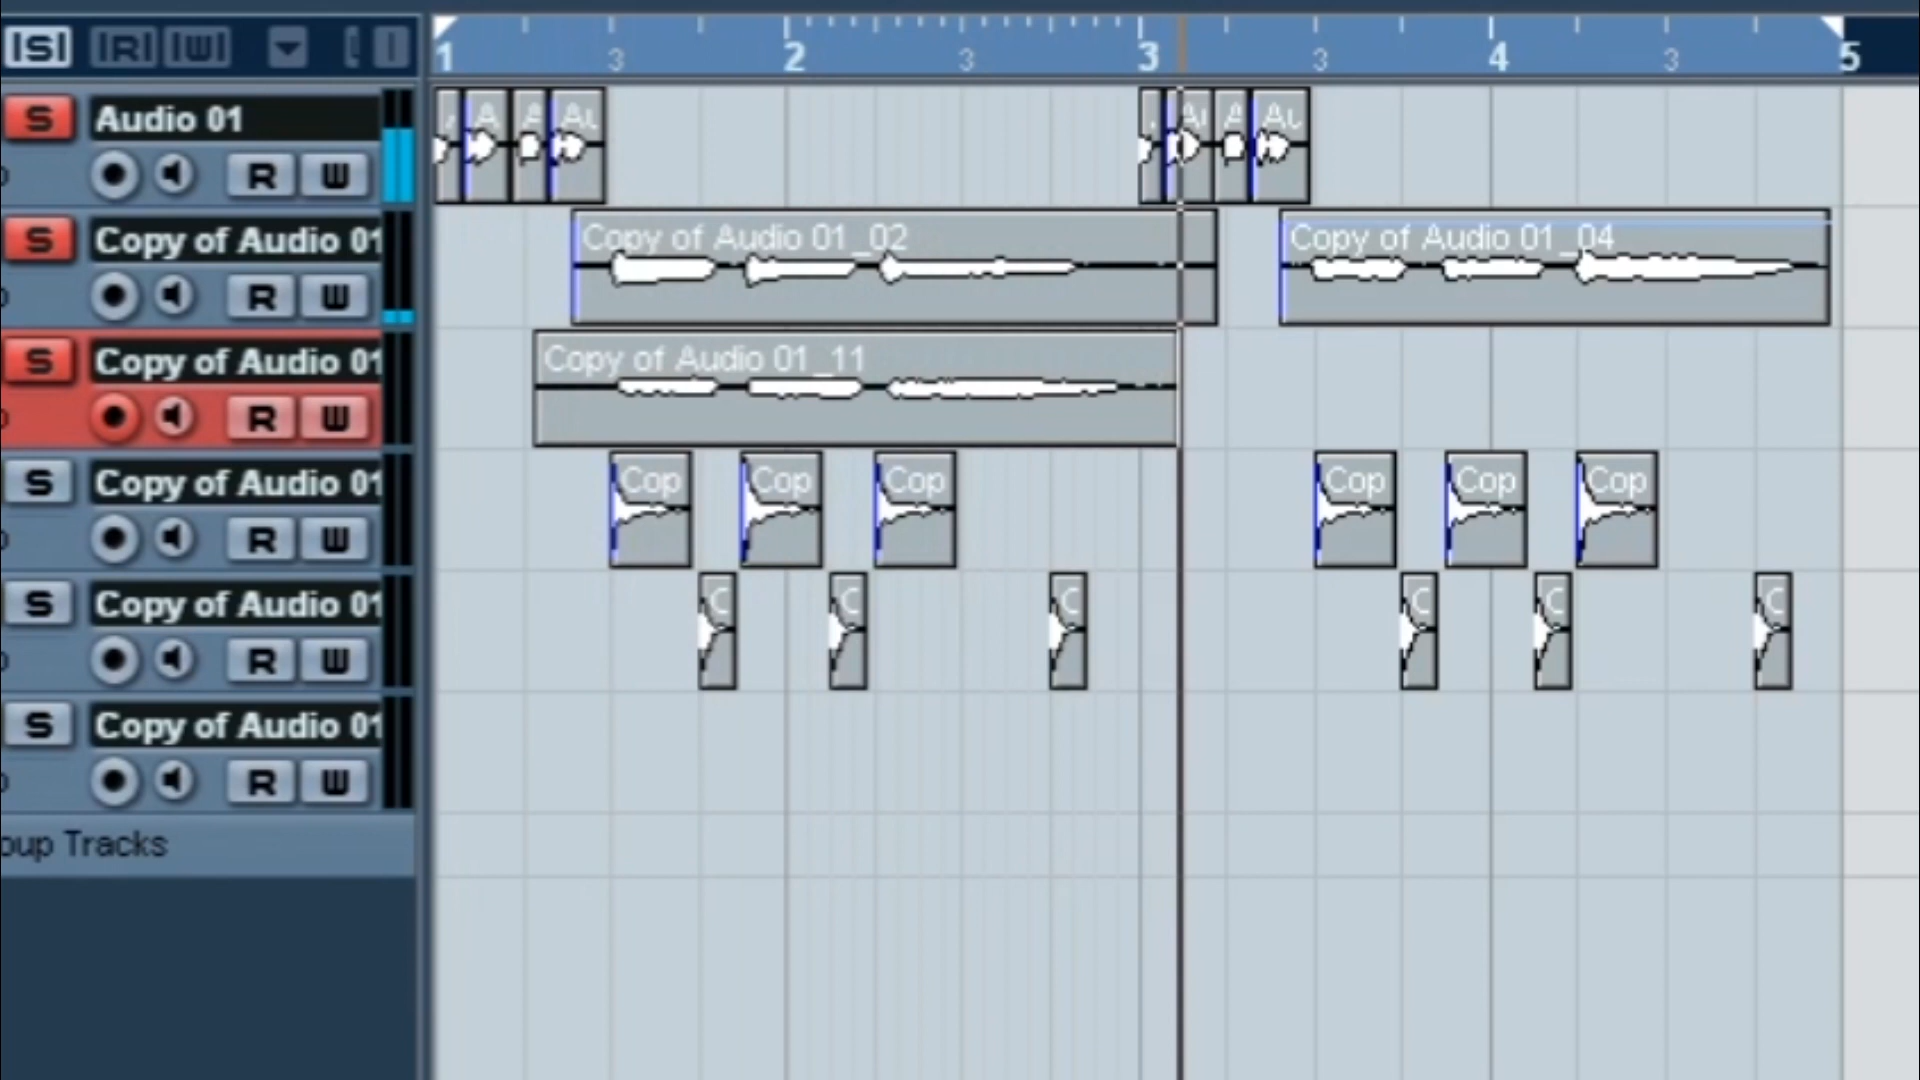 S R W
1 3 2 3 3 3 4 3 5
S Audio 01
A A Au Au A Au
R W
S Copy of Audio 01
Copy of Audio 01_02 Copy of Audio 01_04
R W
S Copy of Audio 01
Copy of Audio 01_11
R W
S Copy of Audio 01
Cop Cop Cop Cop Cop Cop
R W
S Copy of Audio 01
C C C C C C
R W
S Copy of Audio 01
R W
oup Tracks